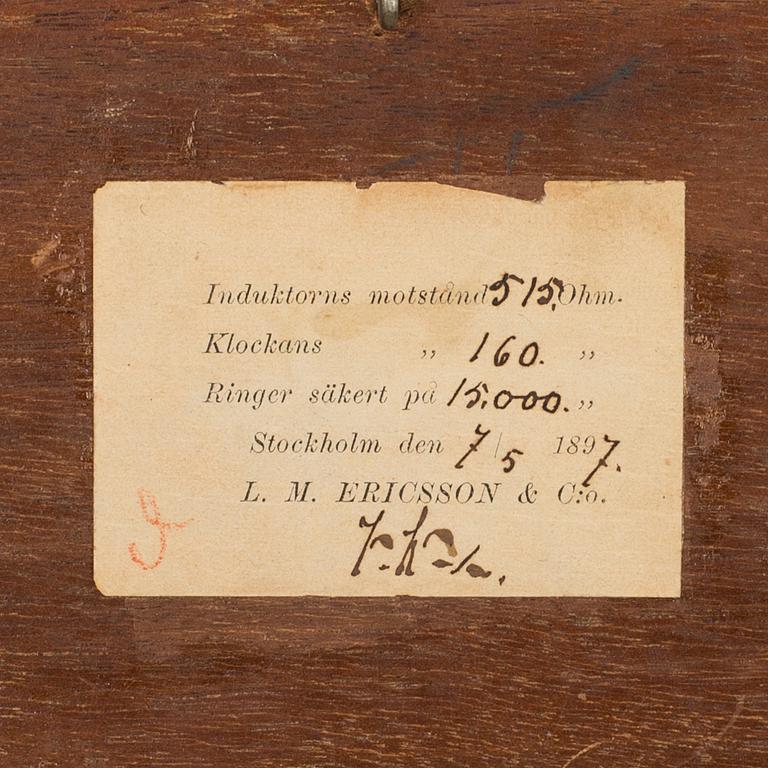 Induktorns motstånd 515, Ohm.
Klockans „ 160. „
Ringer säkert på 15,000. „
Stockholm den 7/5 1897.
L. M. ERICSSON & C:o.